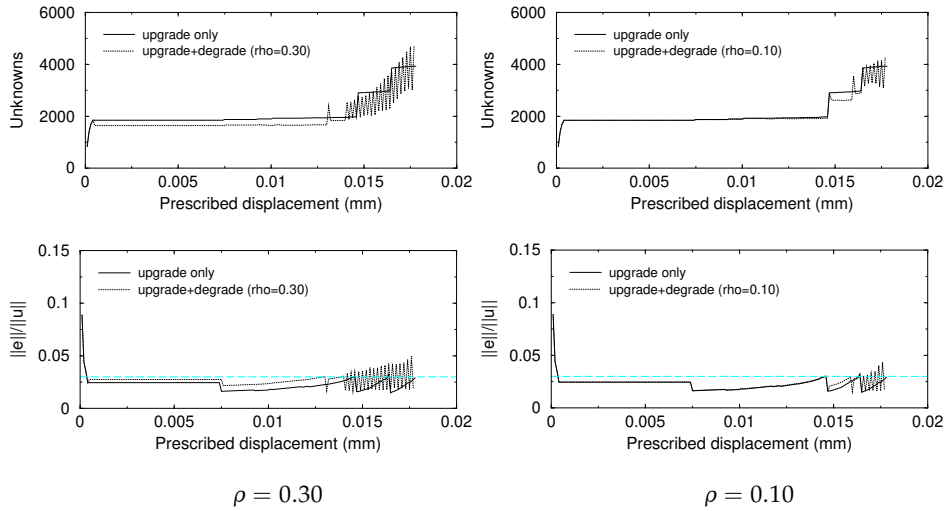 6000
4000
2000
0
Unknowns
upgrade only
upgrade+degrade (rho=0.30)
0
0.005
0.01
0.015
0.02
Prescribed displacement (mm)
6000
4000
2000
0
Unknowns
upgrade only
upgrade+degrade (rho=0.10)
0
0.005
0.01
0.015
0.02
Prescribed displacement (mm)
0.15
0.1
0.05
0
||e||/||u||
upgrade only
upgrade+degrade (rho=0.30)
0
0.005
0.01
0.015
0.02
Prescribed displacement (mm)
0.15
0.1
0.05
0
||e||/||u||
upgrade only
upgrade+degrade (rho=0.10)
0
0.005
0.01
0.015
0.02
Prescribed displacement (mm)
ρ = 0.30
ρ = 0.10